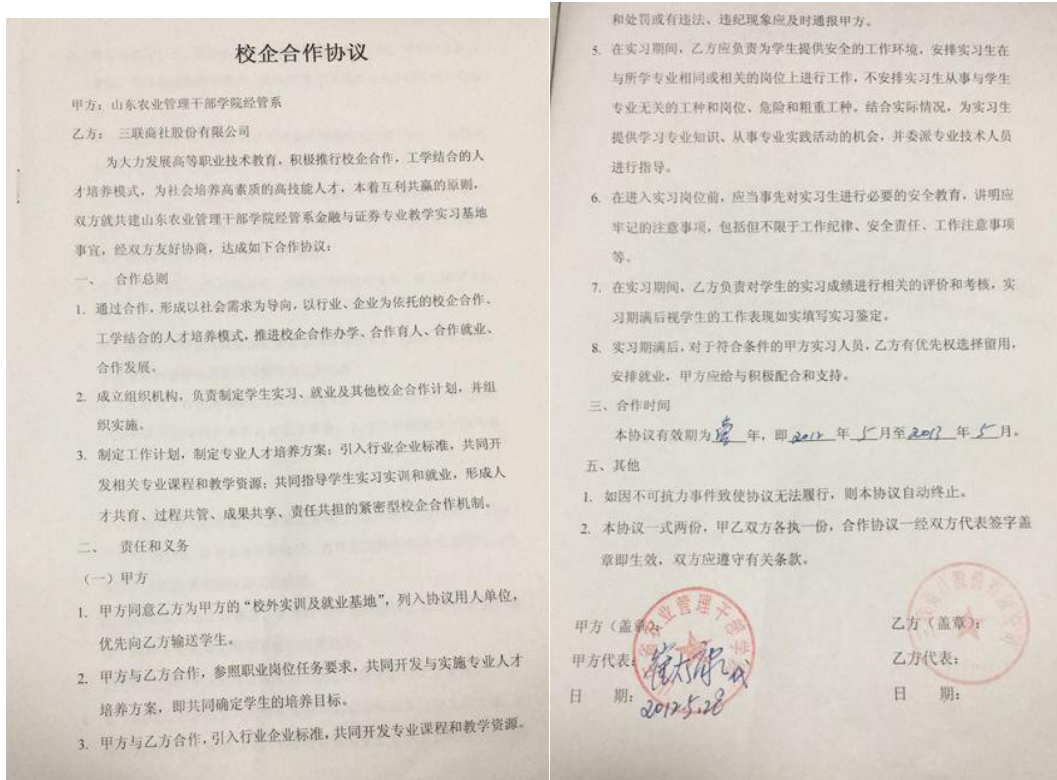 校企合作协议
甲方：山东农业管理干部学院经管系
乙方： 三联商社股份有限公司
为大力发展高等职业技术教育，积极推行校企合作，工学结合的人
才培养模式，为社会培养高素质的高技能人才，本着互利共赢的原则，
双方就共建山东农业管理干部学院经管系金融与证券专业教学实习基地
事宜，经双方友好协商，达成如下合作协议：
一、 合作总则
1. 通过合作，形成以社会需求为导向，以行业、企业为依托的校企合作、
工学结合的人才培养模式，推进校企合作办学、合作育人、合作就业、
合作发展。
2. 成立组织机构，负责制定学生实习、就业及其他校企合作计划，并组
织实施。
3. 制定工作计划，制定专业人才培养方案；引入行业企业标准，共同开
发相关专业课程和教学资源；共同指导学生实习实训和就业，形成人
才共育、过程共管、成果共享、责任共担的紧密型校企合作机制。
二、 责任和义务
（一）甲方
1. 甲方同意乙方为甲方的“校外实训及就业基地”，列入协议用人单位，
优先向乙方输送学生。
2. 甲方与乙方合作，参照职业岗位任务要求，共同开发与实施专业人才
培养方案，即共同确定学生的培养目标。
3. 甲方与乙方合作，引入行业企业标准，共同开发专业课程和教学资源。
和处罚或有违法、违纪现象应及时通报甲方。
5. 在实习期间，乙方应负责为学生提供安全的工作环境，安排实习生在
与所学专业相同或相关的岗位上进行工作，不安排实习生从事与学生
专业无关的工种和岗位、危险和粗重工种。结合实际情况，为实习生
提供学习专业知识、从事专业实践活动的机会，并委派专业技术人员
进行指导。
6. 在进入实习岗位前，应当事先对实习生进行必要的安全教育，讲明应
牢记的注意事项，包括但不限于工作纪律、安全责任、工作注意事项
等。
7. 在实习期间，乙方负责对学生的实习成绩进行相关的评价和考核，实
习期满后视学生的工作表现如实填写实习鉴定。
8. 实习期满后，对于符合条件的甲方实习人员，乙方有优先权选择留用，
安排就业，甲方应给与积极配合和支持。
三、合作时间
本协议有效期为壹年，即 2012 年 5 月至 2013 年 5 月。
五、其他
1. 如因不可抗力事件致使协议无法履行，则本协议自动终止。
2. 本协议一式两份，甲乙双方各执一份，合作协议一经双方代表签字盖
章即生效，双方应遵守有关条款。
甲方（盖章）： 乙方（盖章）：
甲方代表： 乙方代表：
日 期： 2012.5.28 日 期：
农业管理干部学